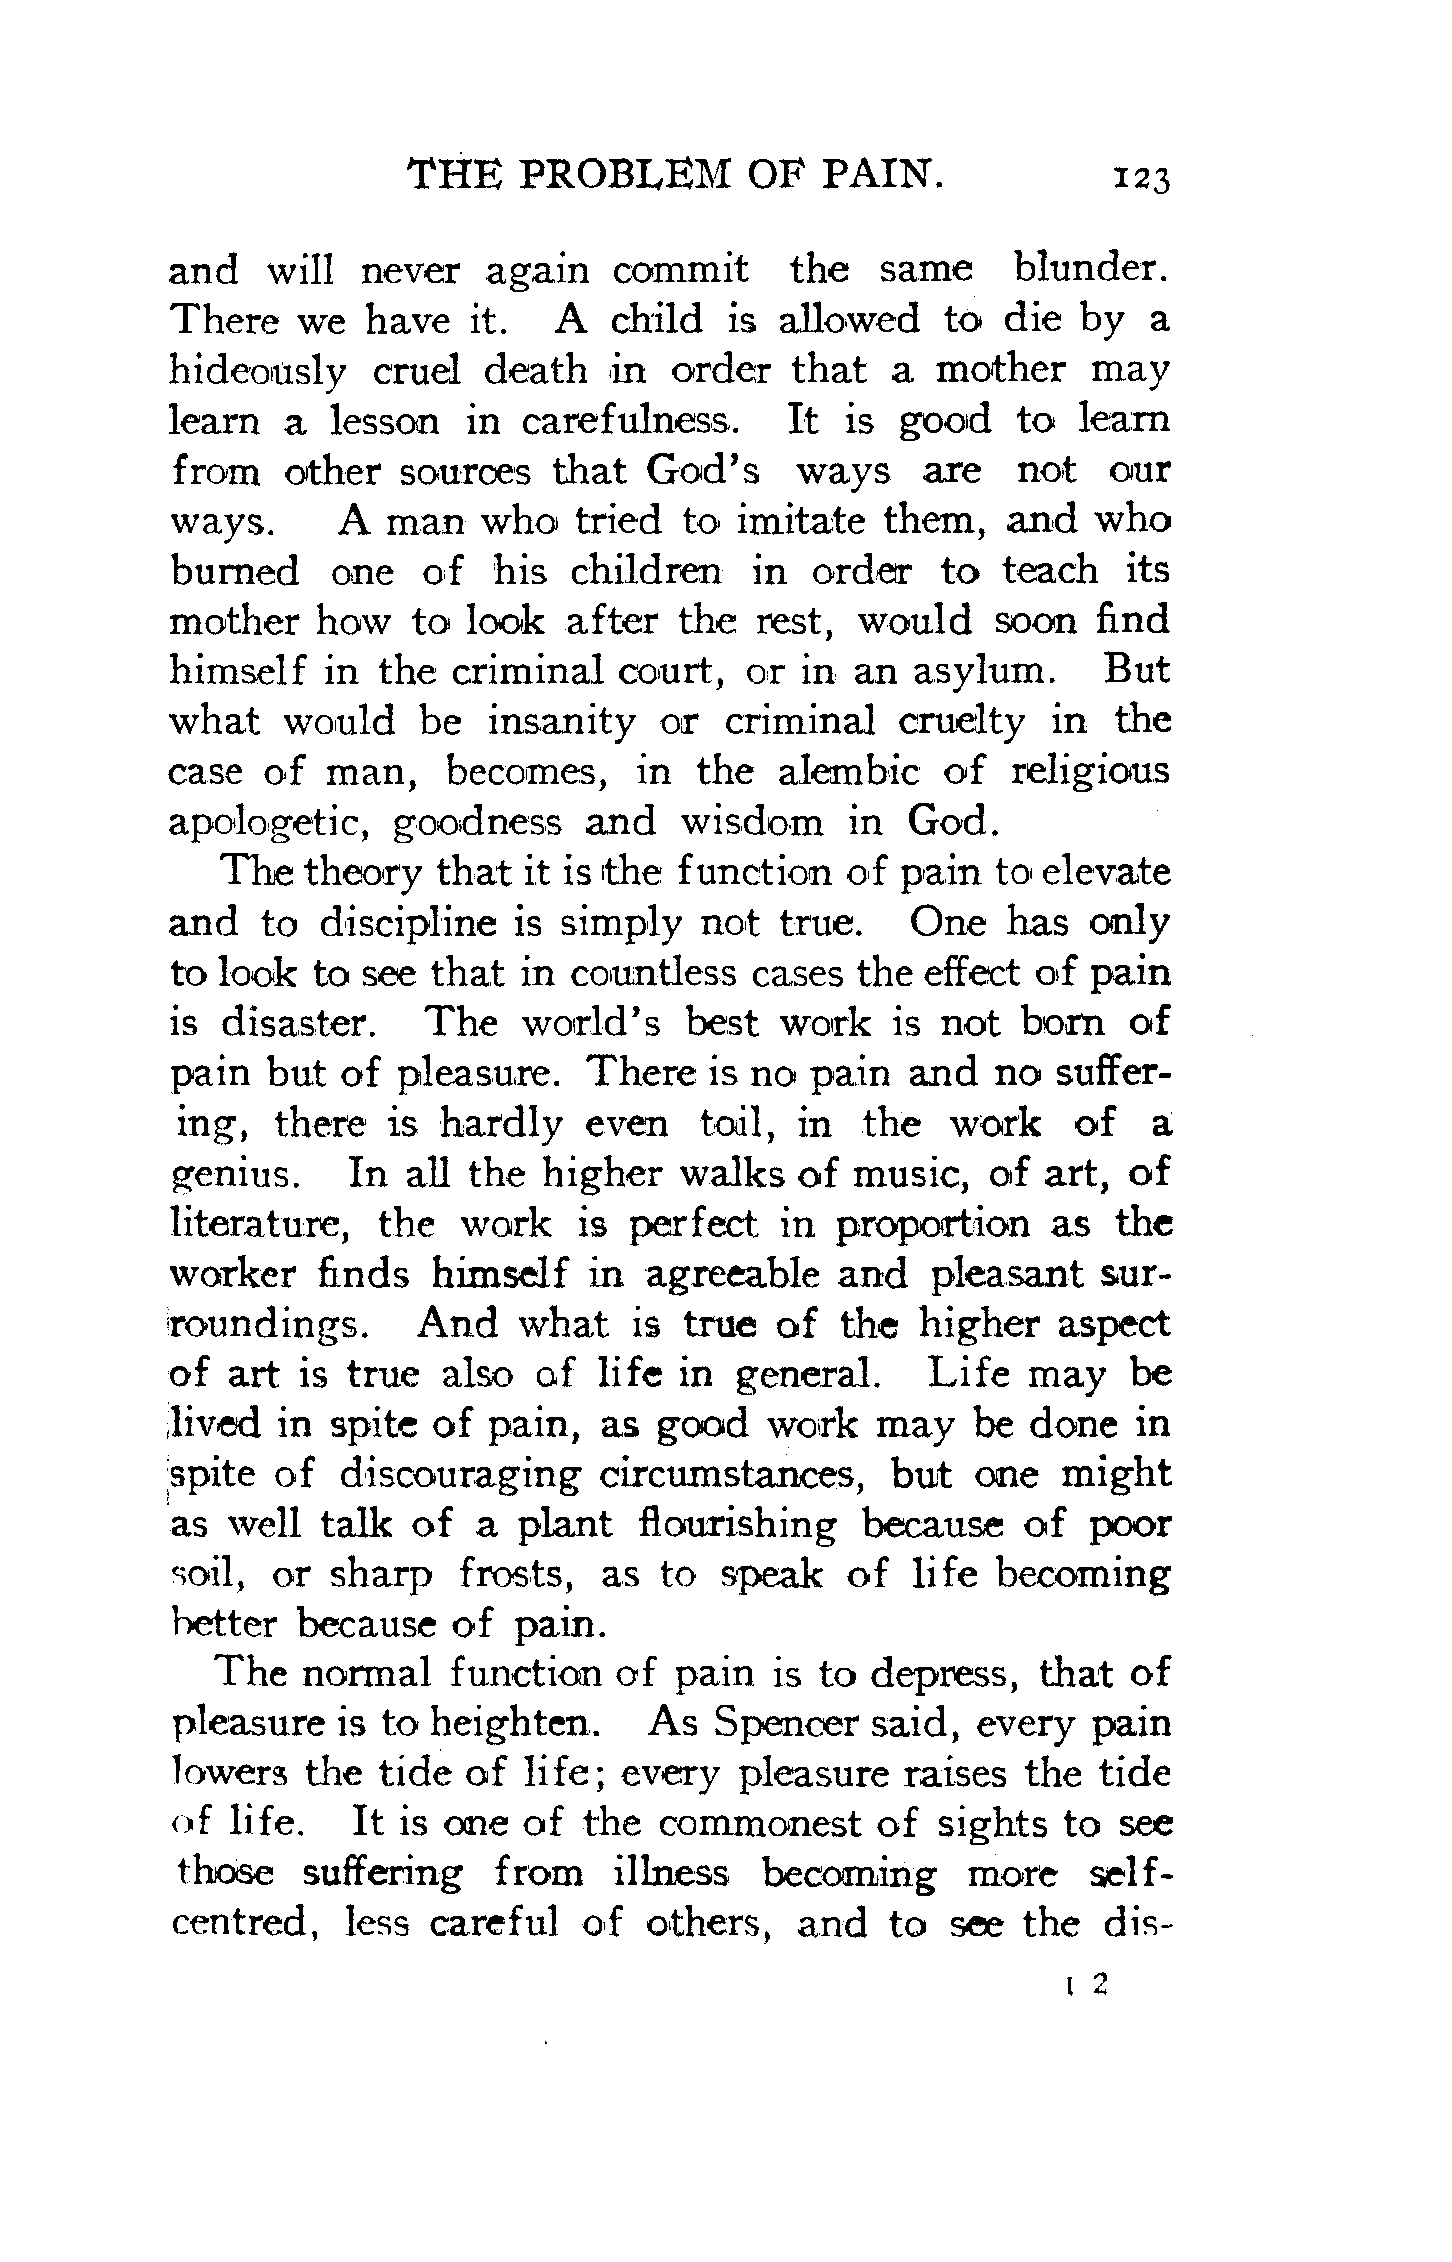 THE PROBLEM OF PAIN. 123
and will never again commit the same blunder.
There we have it. A child is allowed to die by a
hideously cruel death in order that a mother may
learn a lesson in carefulness. It is good to learn
from other sources that God's ways are not our
ways. A man who tried to imitate them, and who
burned one of his children in order to teach its
mother how to look after the rest, would soon find
himself in the criminal court, or in an asylum. But
what would be insanity or criminal cruelty in the
case of man, becomes, in the alembic of religious
apologetic, goodness and wisdom in God.
The theory that it is the function of pain to elevate
and to discipline is simply not true. One has only
to look to see that in countless cases the effect of pain
is disaster. The world's best work is not born of
pain but of pleasure. There is no pain and no suffer-
ing, there is hardly even toil, in the work of a
genius. In all the higher walks of music, of art, of
literature, the work is perfect in proportion as the
worker finds himself in agreeable and pleasant sur-
roundings. And what is true of the higher aspect
of art is true also of life in general. Life may be
lived in spite of pain, as good work may be done in
spite of discouraging circumstances, but one might
as well talk of a plant flourishing because of poor
soil, or sharp frosts, as to speak of life becoming
better because of pain.
The normal function of pain is to depress, that of
pleasure is to heighten. As Spencer said, every pain
lowers the tide of life; every pleasure raises the tide
of life. It is one of the commonest of sights to see
those suffering from illness becoming more self-
centred, less careful of others, and to see the dis-
I 2